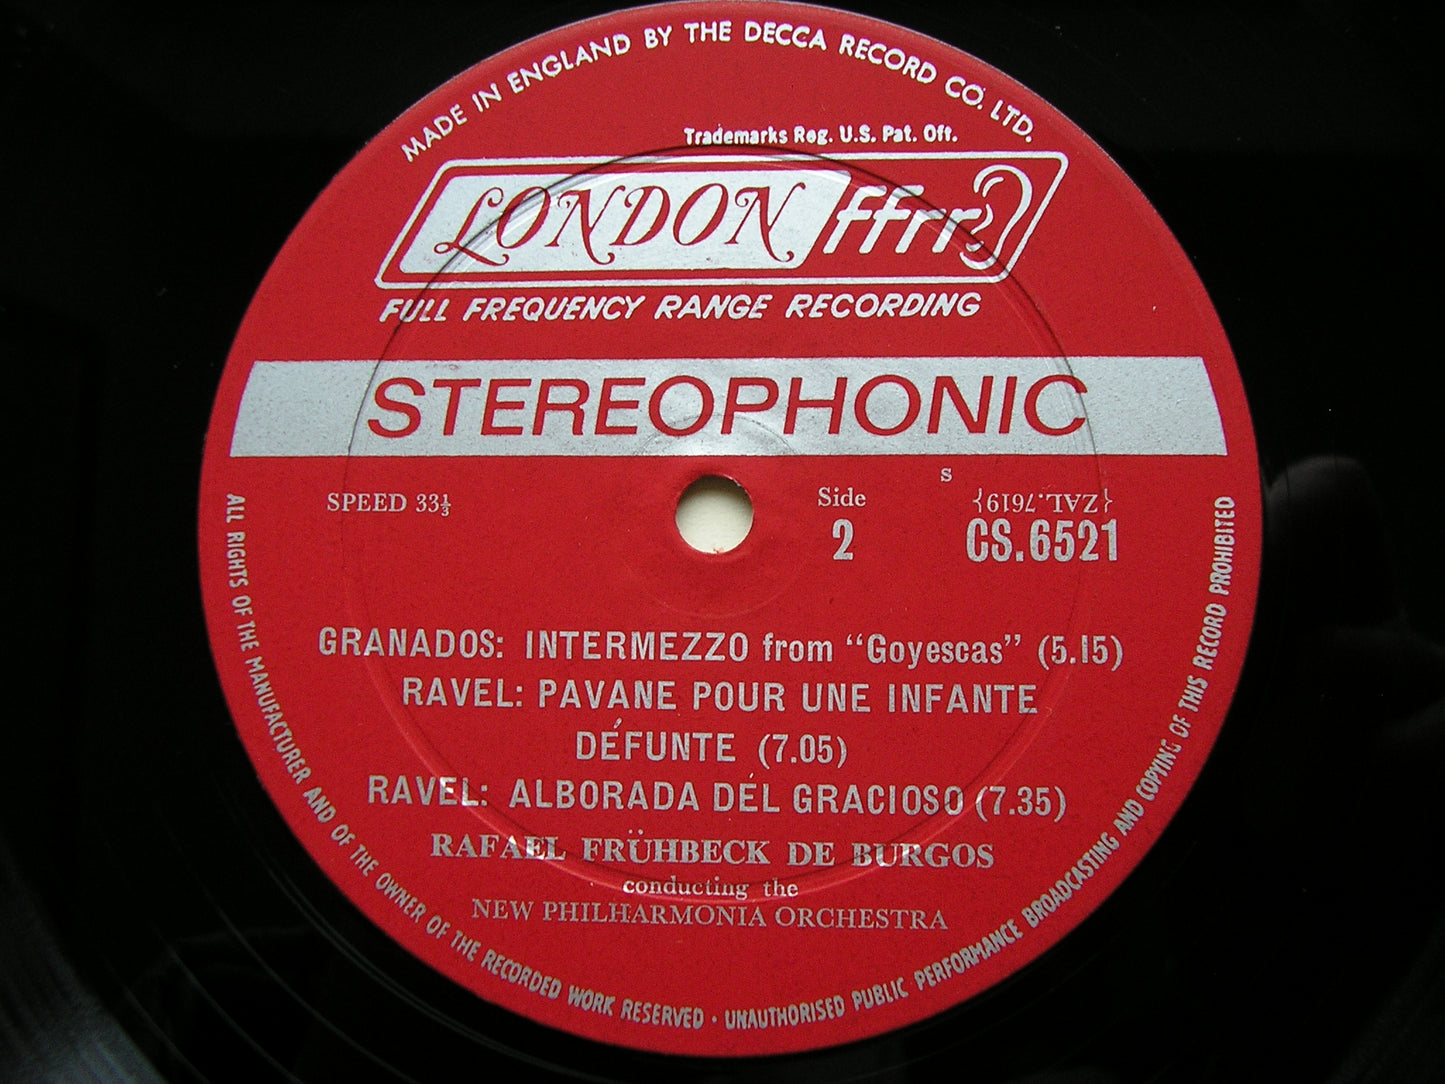 MADE IN ENGLAND BY THE DECCA RECORD CO. LTD.
Trademarks Reg. U.S. Pat. Off.
LONDON ffrr
FULL FREQUENCY RANGE RECORDING
STEREOPHONIC
SPEED 33⅓
Side
2
S
{ZAL.7619}
CS.6521
GRANADOS: INTERMEZZO from “Goyescas” (5.15)
RAVEL: PAVANE POUR UNE INFANTE
DÉFUNTE (7.05)
RAVEL: ALBORADA DÉL GRACIOSO (7.35)
RAFAEL FRÜHBECK DE BURGOS
conducting the
NEW PHILHARMONIA ORCHESTRA
ALL RIGHTS OF THE MANUFACTURER AND OF THE OWNER OF THE RECORDED WORK RESERVED · UNAUTHORISED PUBLIC PERFORMANCE BROADCASTING AND COPYING OF THIS RECORD PROHIBITED